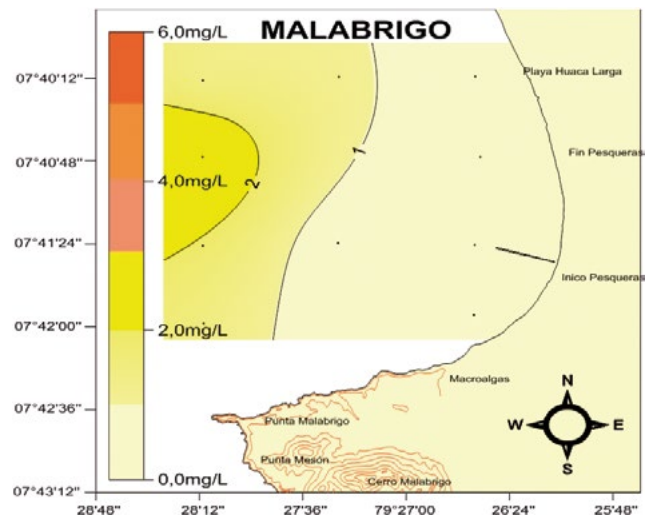 MALABRIGO
6,0mg/L
4,0mg/L
2,0mg/L
0,0mg/L
07°40'12"
07°40'48"
07°41'24"
07°42'00"
07°42'36"
07°43'12"
1
2
Playa Huaca Larga
Fin Pesqueras
Inico Pesqueras
Macroalgas
Punta Malabrigo
Punta Mesón
Cerro Malabrigo
N
W E
S
28'48" 28'12" 27'36" 79°27'00 26'24" 25'48"